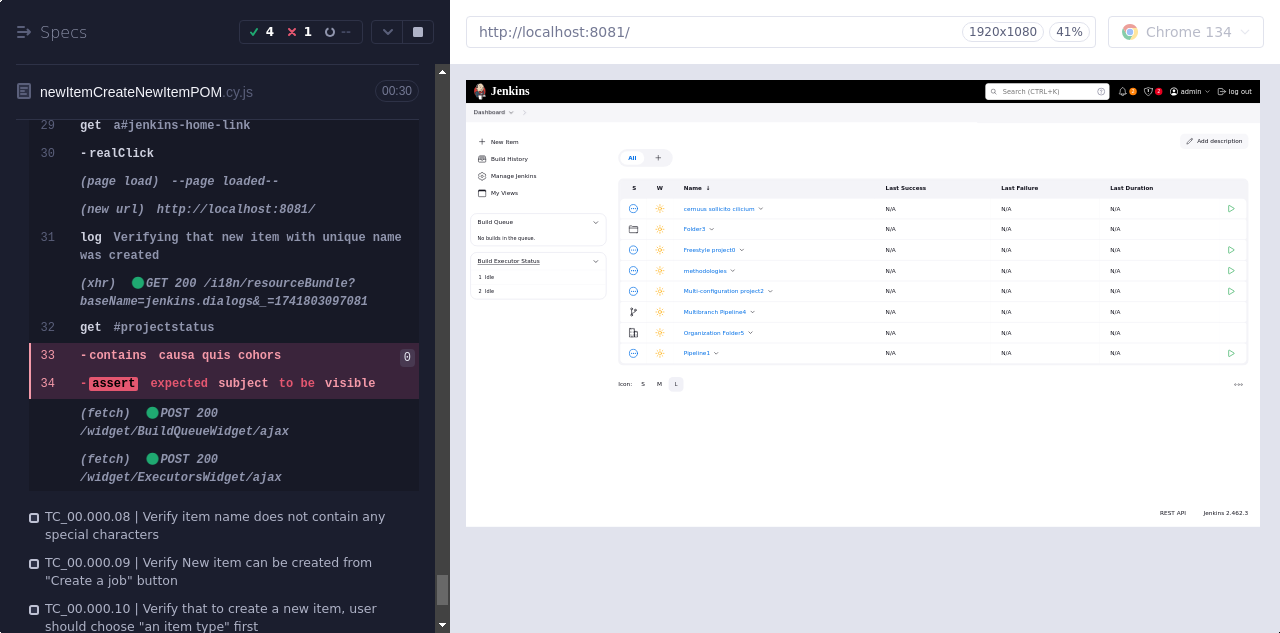 Specs
4
1
--
newItemCreateNewItemPOM.cy.js
00:30
29 get a#jenkins-home-link
30 -realClick
(page load) --page loaded--
(new url) http://localhost:8081/
31 log Verifying that new item with unique name
was created
(xhr) GET 200 /i18n/resourceBundle?
baseName=jenkins.dialogs&_=1741803097081
32 get #projectstatus
33 -contains causa quis cohors 0
34 -assert expected subject to be visible
(fetch) POST 200
/widget/BuildQueueWidget/ajax
(fetch) POST 200
/widget/ExecutorsWidget/ajax
TC_00.000.08 | Verify item name does not contain any
special characters
TC_00.000.09 | Verify New item can be created from
"Create a job" button
TC_00.000.10 | Verify that to create a new item, user
should choose "an item type" first
http://localhost:8081/
1920x1080
41%
Chrome 134
Jenkins
Search (CTRL+K)
admin
log out
Dashboard
New Item
Build History
Manage Jenkins
My Views
Build Queue
No builds in the queue.
Build Executor Status
1 Idle
2 Idle
Add description
All +
S W Name ↓ Last Success Last Failure Last Duration
cemuus sollicito cilicium N/A N/A N/A
Folder3 N/A N/A N/A
Freestyle project0 N/A N/A N/A
methodologies N/A N/A N/A
Multi-configuration project2 N/A N/A N/A
Multibranch Pipeline4 N/A N/A N/A
Organization Folder5 N/A N/A N/A
Pipeline1 N/A N/A N/A
Icon: S M L
REST API
Jenkins 2.462.3